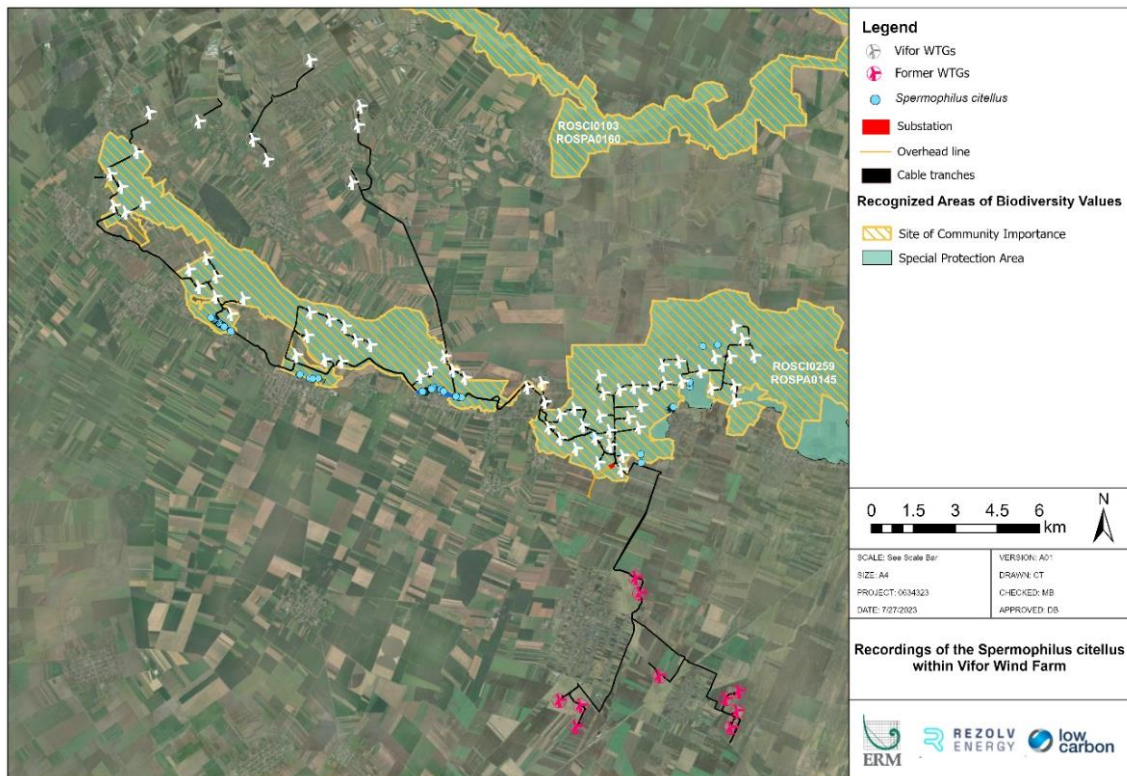 ROSCI0103
ROSPA0160
ROSCI0259
ROSPA0145
Legend
Vifor WTGs
Former WTGs
Spermophilus citellus
Substation
Overhead line
Cable tranches
Recognized Areas of Biodiversity Values
Site of Community Importance
Special Protection Area
N
0 1.5 3 4.5 6
km
SCALE: See Scale Bar
VERSION: A01
SIZE: A4
DRAWN: CT
PROJECT: 0634323
CHECKED: MB
DATE: 7/27/2023
APPROVED: DB
Recordings of the Spermophilus citellus
within Vifor Wind Farm
ERM
REZOLV
ENERGY
low
carbon